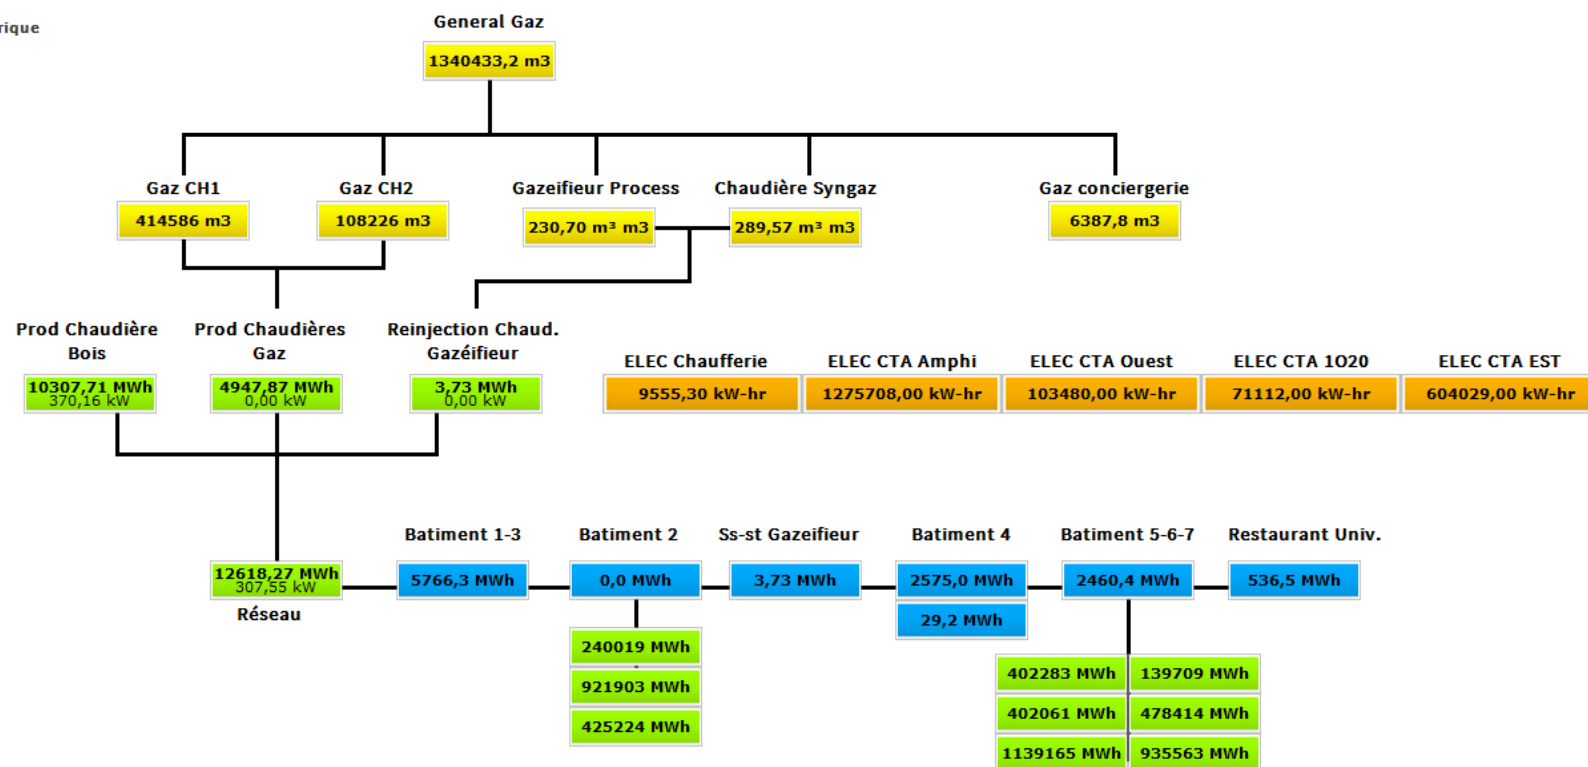 rique
General Gaz
1340433,2 m3
Gaz CH1
Gaz CH2
Gazeifieur Process
Chaudière Syngaz
Gaz conciergerie
414586 m3
108226 m3
230,70 m³ m3
289,57 m³ m3
6387,8 m3
Prod Chaudière
Bois
Prod Chaudières
Gaz
Reinjection Chaud.
Gazéifieur
10307,71 MWh
370,16 kW
4947,87 MWh
0,00 kW
3,73 MWh
0,00 kW
ELEC Chaufferie
ELEC CTA Amphi
ELEC CTA Ouest
ELEC CTA 1O20
ELEC CTA EST
9555,30 kW-hr
1275708,00 kW-hr
103480,00 kW-hr
71112,00 kW-hr
604029,00 kW-hr
Batiment 1-3
Batiment 2
Ss-st Gazeifieur
Batiment 4
Batiment 5-6-7
Restaurant Univ.
12618,27 MWh
307,55 kW
Réseau
5766,3 MWh
0,0 MWh
3,73 MWh
2575,0 MWh
2460,4 MWh
536,5 MWh
29,2 MWh
240019 MWh
921903 MWh
425224 MWh
402283 MWh
139709 MWh
402061 MWh
478414 MWh
1139165 MWh
935563 MWh